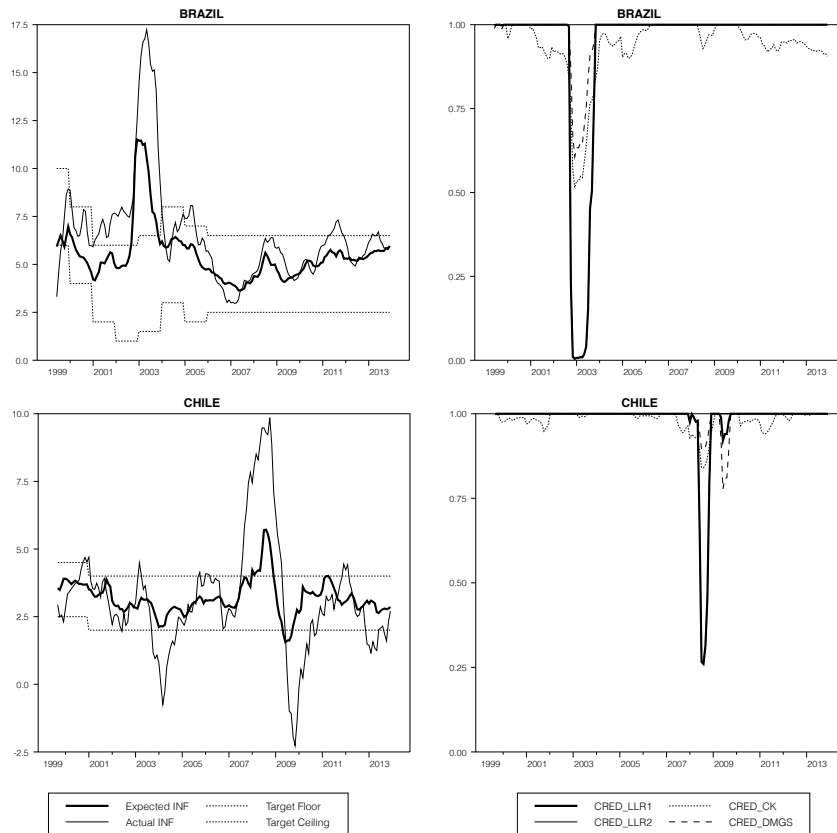 BRAZIL
17.5
15.0
12.5
10.0
7.5
5.0
2.5
0.0
1999 2001 2003 2005 2007 2009 2011 2013
BRAZIL
1.00
0.75
0.50
0.25
0.00
1999 2001 2003 2005 2007 2009 2011 2013
CHILE
10.0
7.5
5.0
2.5
0.0
-2.5
1999 2001 2003 2005 2007 2009 2011 2013
CHILE
1.00
0.75
0.50
0.25
0.00
1999 2001 2003 2005 2007 2009 2011 2013
Expected INF Target Floor
Actual INF Target Ceiling
CRED_LLR1 CRED_CK
CRED_LLR2 CRED_DMGS